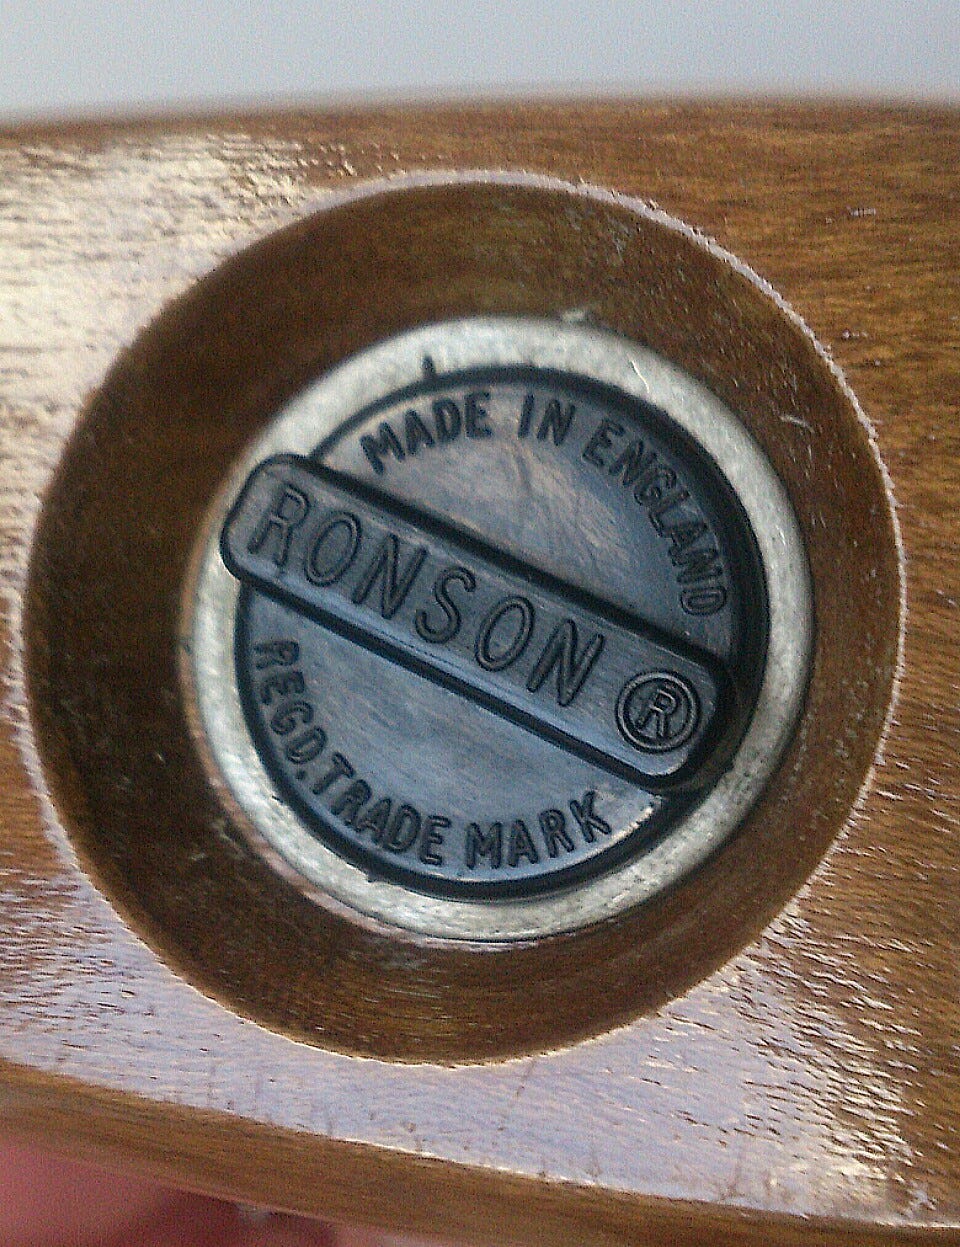 MADE IN ENGLAND
RONSON ®
REGD. TRADE MARK